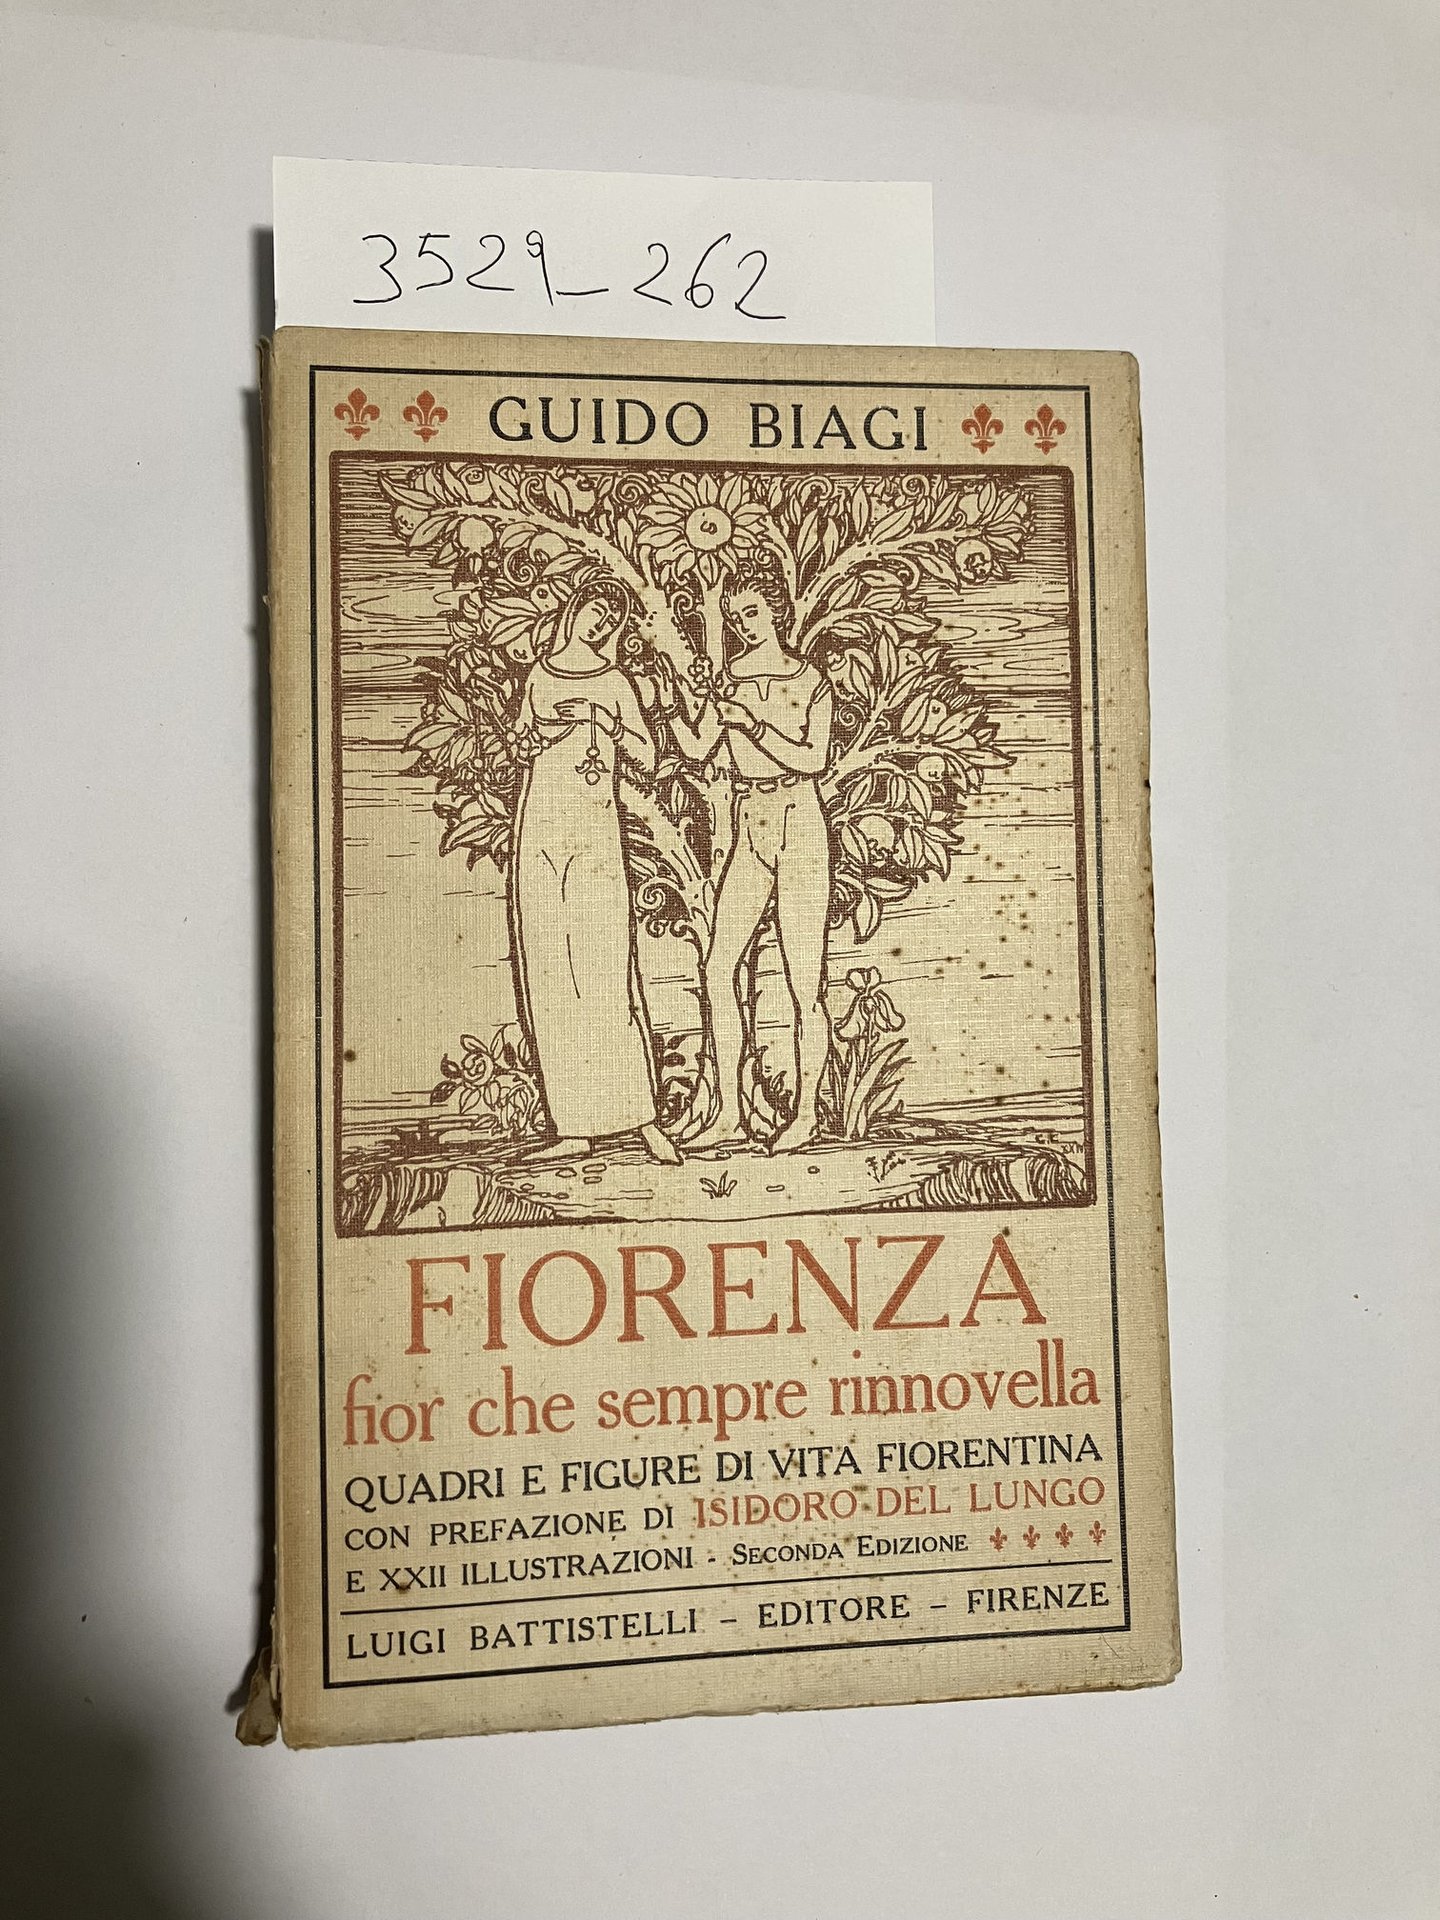 3529_262
GUIDO BIAGI
FIORENZA
fior che sempre rinnovella
QUADRI E FIGURE DI VITA FIORENTINA
CON PREFAZIONE DI ISIDORO DEL LUNGO
E XXII ILLUSTRAZIONI - SECONDA EDIZIONE
LUIGI BATTISTELLI – EDITORE – FIRENZE